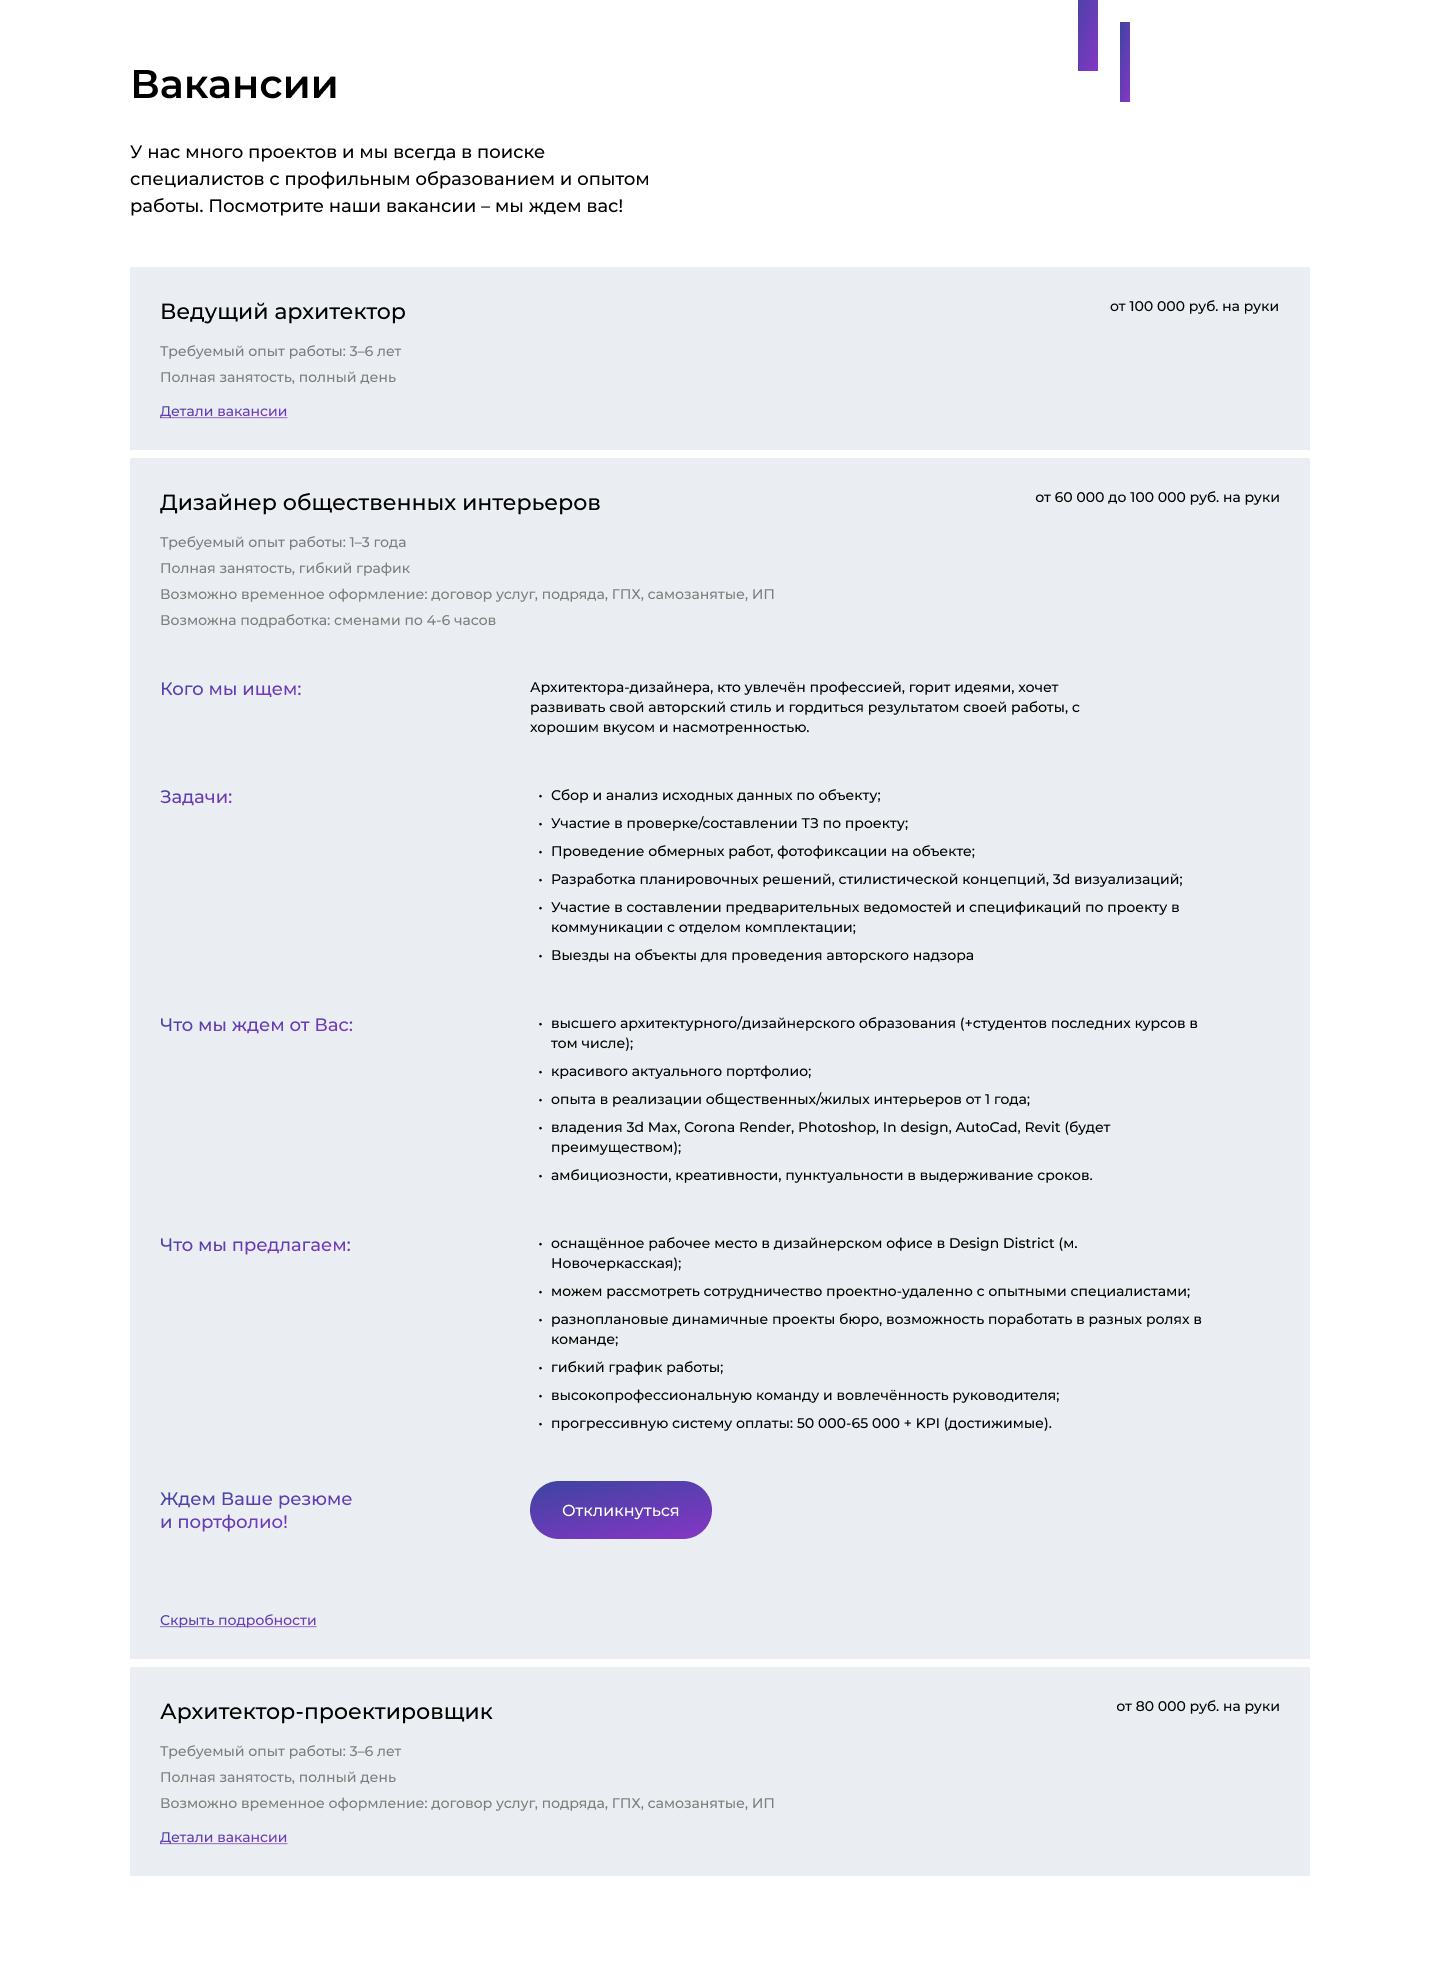 Вакансии
У нас много проектов и мы всегда в поиске
специалистов с профильным образованием и опытом
работы. Посмотрите наши вакансии – мы ждем вас!
Ведущий архитектор
от 100 000 руб. на руки
Требуемый опыт работы: 3–6 лет
Полная занятость, полный день
Детали вакансии
Дизайнер общественных интерьеров
от 60 000 до 100 000 руб. на руки
Требуемый опыт работы: 1–3 года
Полная занятость, гибкий график
Возможно временное оформление: договор услуг, подряда, ГПХ, самозанятые, ИП
Возможна подработка: сменами по 4-6 часов
Кого мы ищем:
Архитектора-дизайнера, кто увлечён профессией, горит идеями, хочет
развивать свой авторский стиль и гордиться результатом своей работы, с
хорошим вкусом и насмотренностью.
Задачи:
• Сбор и анализ исходных данных по объекту;
• Участие в проверке/составлении ТЗ по проекту;
• Проведение обмерных работ, фотофиксации на объекте;
• Разработка планировочных решений, стилистической концепций, 3d визуализаций;
• Участие в составлении предварительных ведомостей и спецификаций по проекту в
коммуникации с отделом комплектации;
• Выезды на объекты для проведения авторского надзора
Что мы ждем от Вас:
• высшего архитектурного/дизайнерского образования (+студентов последних курсов в
том числе);
• красивого актуального портфолио;
• опыта в реализации общественных/жилых интерьеров от 1 года;
• владения 3d Max, Corona Render, Photoshop, In design, AutoCad, Revit (будет
преимуществом);
• амбициозности, креативности, пунктуальности в выдерживание сроков.
Что мы предлагаем:
• оснащённое рабочее место в дизайнерском офисе в Design District (м.
Новочеркасская);
• можем рассмотреть сотрудничество проектно-удаленно с опытными специалистами;
• разноплановые динамичные проекты бюро, возможность поработать в разных ролях в
команде;
• гибкий график работы;
• высокопрофессиональную команду и вовлечённость руководителя;
• прогрессивную систему оплаты: 50 000-65 000 + KPI (достижимые).
Ждем Ваше резюме
и портфолио!
Откликнуться
Скрыть подробности
Архитектор-проектировщик
от 80 000 руб. на руки
Требуемый опыт работы: 3–6 лет
Полная занятость, полный день
Возможно временное оформление: договор услуг, подряда, ГПХ, самозанятые, ИП
Детали вакансии